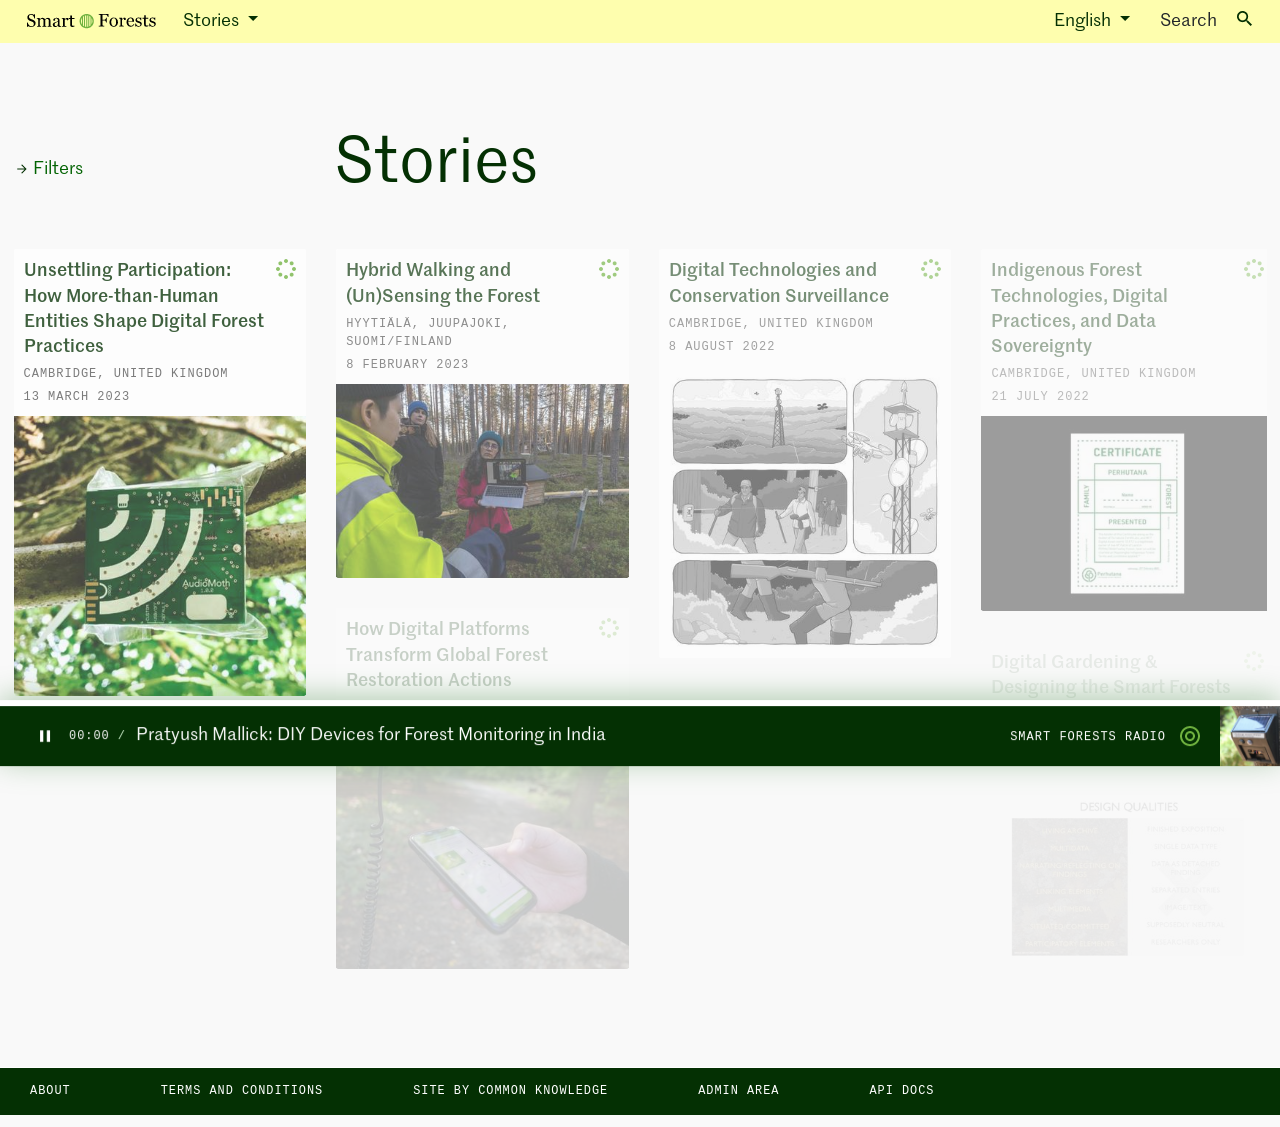 Smart Forests
Stories
English
Search
Filters
Stories
Unsettling Participation:
How More-than-Human
Entities Shape Digital Forest
Practices
CAMBRIDGE, UNITED KINGDOM
13 MARCH 2023
AudioMoth
Hybrid Walking and
(Un)Sensing the Forest
HYYTIÄLÄ, JUUPAJOKI,
SUOMI/FINLAND
8 FEBRUARY 2023
How Digital Platforms
Transform Global Forest
Restoration Actions
Digital Technologies and
Conservation Surveillance
CAMBRIDGE, UNITED KINGDOM
8 AUGUST 2022
Indigenous Forest
Technologies, Digital
Practices, and Data
Sovereignty
CAMBRIDGE, UNITED KINGDOM
21 JULY 2022
CERTIFICATE
PERHUTANA
FAMILY
FOREST
PRESENTED
Perhutana
Digital Gardening &
Designing the Smart Forests
DESIGN QUALITIES
00:00 / Pratyush Mallick: DIY Devices for Forest Monitoring in India
SMART FORESTS RADIO
ABOUT
TERMS AND CONDITIONS
SITE BY COMMON KNOWLEDGE
ADMIN AREA
API DOCS